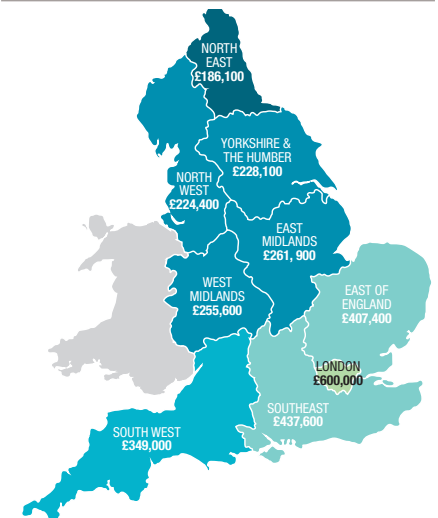 NORTH
EAST
£186,100
YORKSHIRE &
THE HUMBER
£228,100
NORTH
WEST
£224,400
EAST
MIDLANDS
£261, 900
WEST
MIDLANDS
£255,600
EAST OF
ENGLAND
£407,400
LONDON
£600,000
SOUTHEAST
£437,600
SOUTH WEST
£349,000